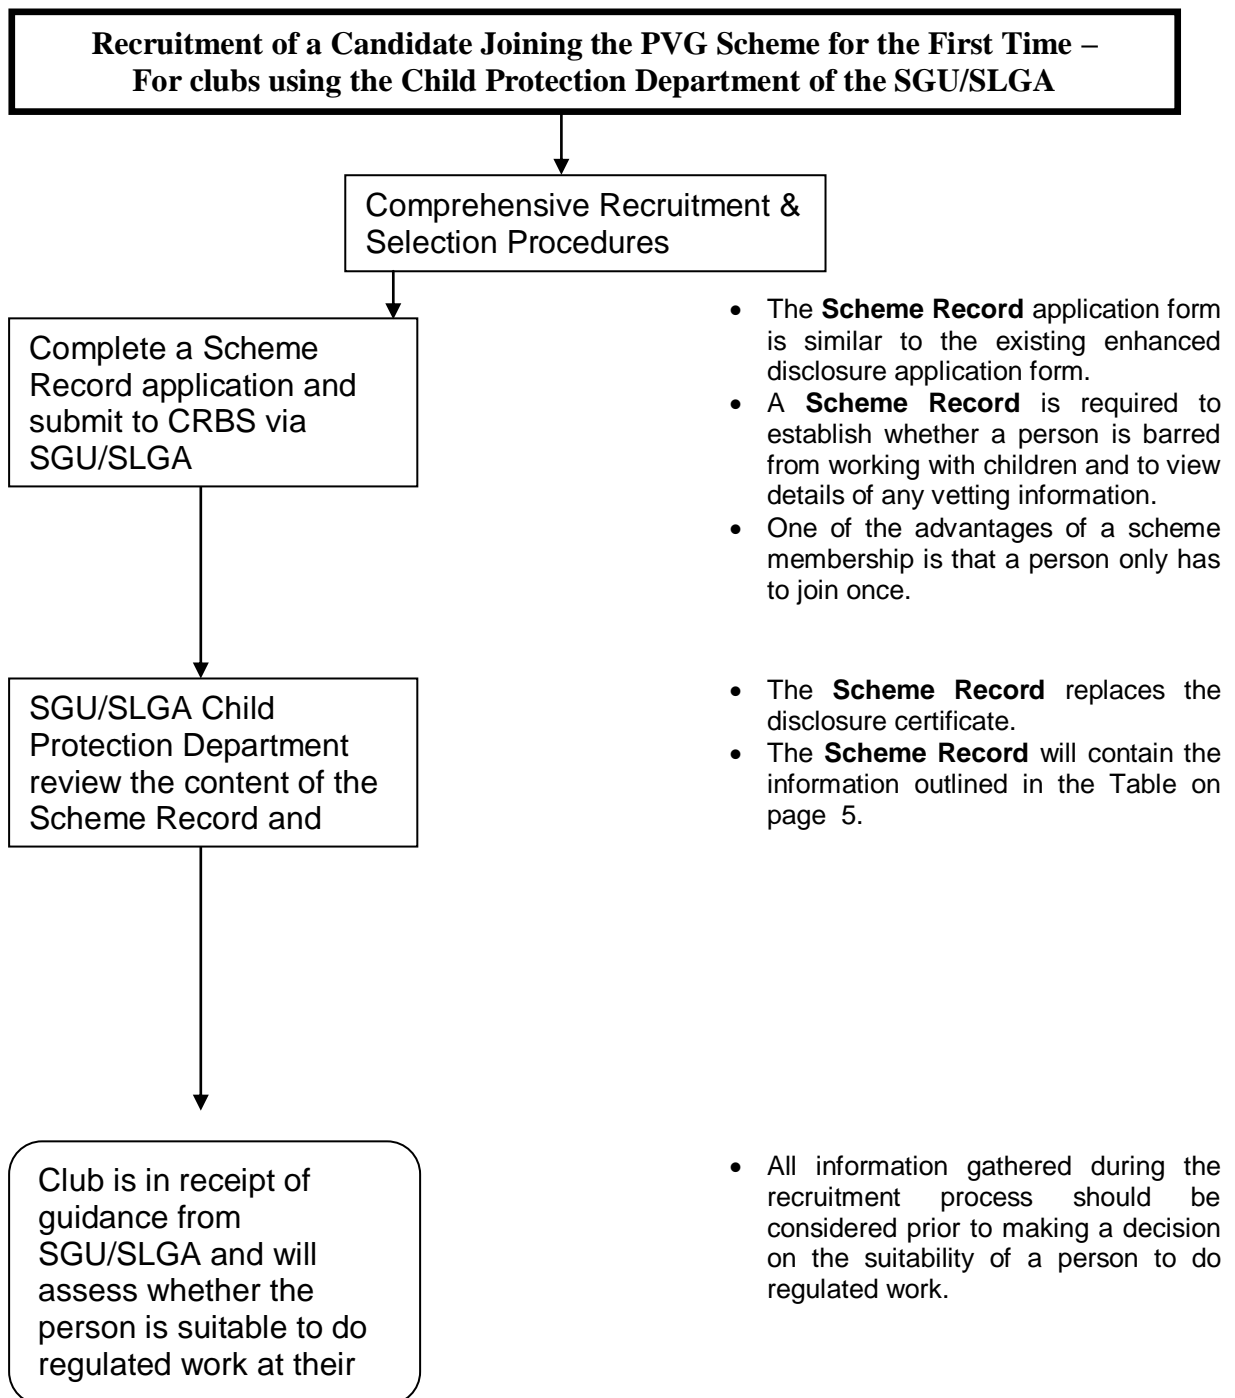 Recruitment of a Candidate Joining the PVG Scheme for the First Time –
For clubs using the Child Protection Department of the SGU/SLGA
Comprehensive Recruitment &
Selection Procedures
Complete a Scheme
Record application and
submit to CRBS via
SGU/SLGA
• The Scheme Record application form
is similar to the existing enhanced
disclosure application form.
• A Scheme Record is required to
establish whether a person is barred
from working with children and to view
details of any vetting information.
• One of the advantages of a scheme
membership is that a person only has
to join once.
SGU/SLGA Child
Protection Department
review the content of the
Scheme Record and
• The Scheme Record replaces the
disclosure certificate.
• The Scheme Record will contain the
information outlined in the Table on
page 5.
Club is in receipt of
guidance from
SGU/SLGA and will
assess whether the
person is suitable to do
regulated work at their
• All information gathered during the
recruitment process should be
considered prior to making a decision
on the suitability of a person to do
regulated work.